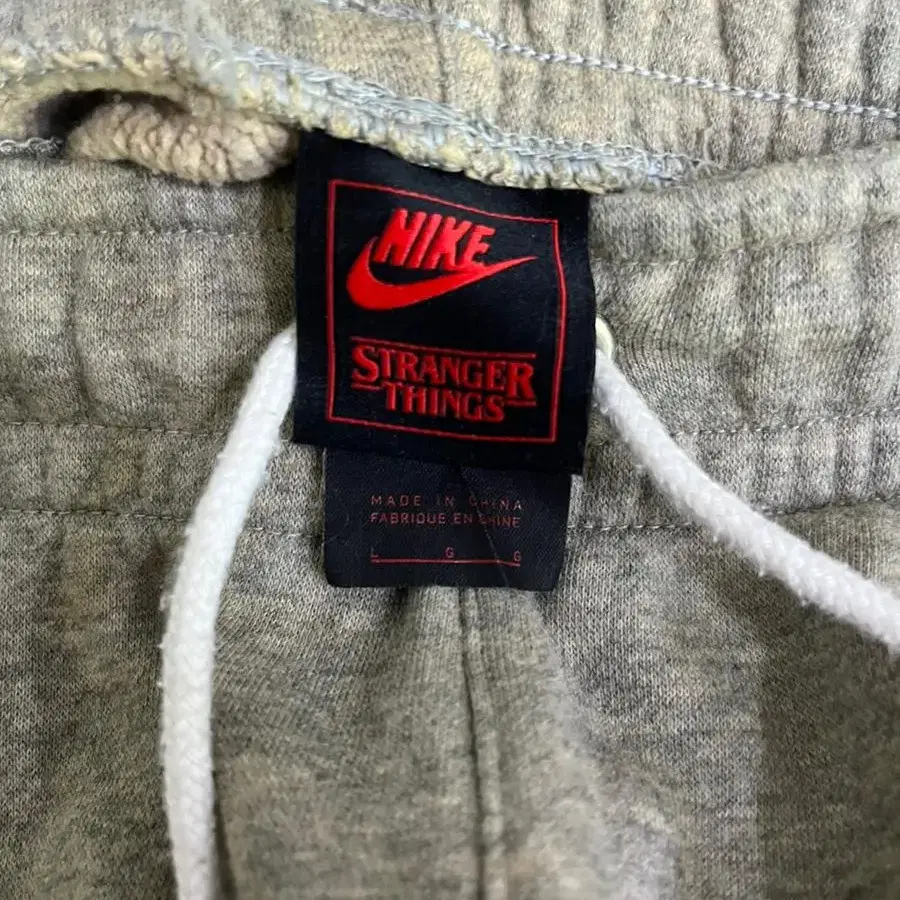 NIKE
STRANGER
THINGS
MADE IN CHINA
FABRIQUE EN CHINE
L G G